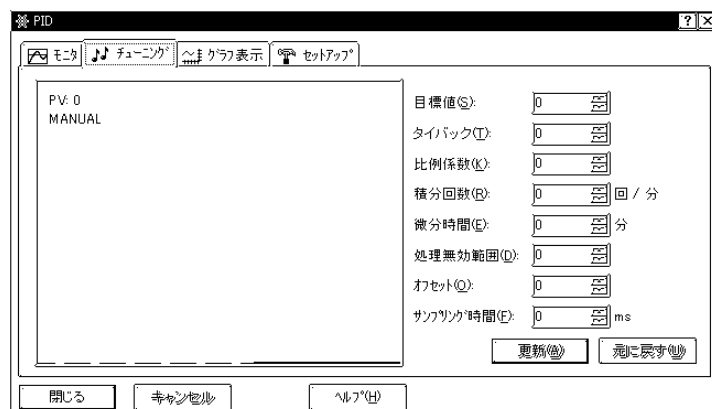 PID
モニタ チューニング グラフ表示 セットアップ
PV: 0
MANUAL
目標値(S): 0
タイバック(T): 0
比例係数(K): 0
積分回数(R): 0 回 / 分
微分時間(E): 0 分
処理無効範囲(D): 0
オフセット(O): 0
サンプリング時間(F): 0 ms
更新(A) 元に戻す(U)
閉じる キャンセル ヘルプ(H)